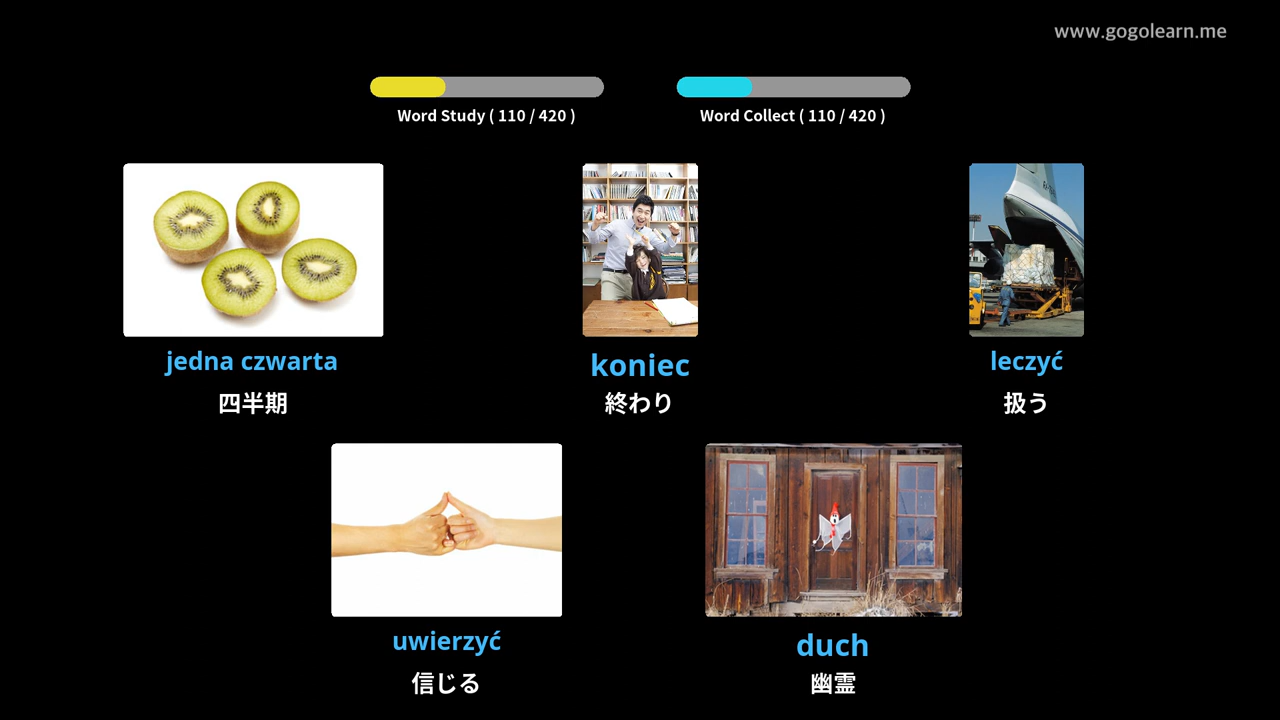 www.gogolearn.me
Word Study ( 110 / 420 )
Word Collect ( 110 / 420 )
jedna czwarta
四半期
koniec
終わり
leczyć
扱う
uwierzyć
信じる
duch
幽霊